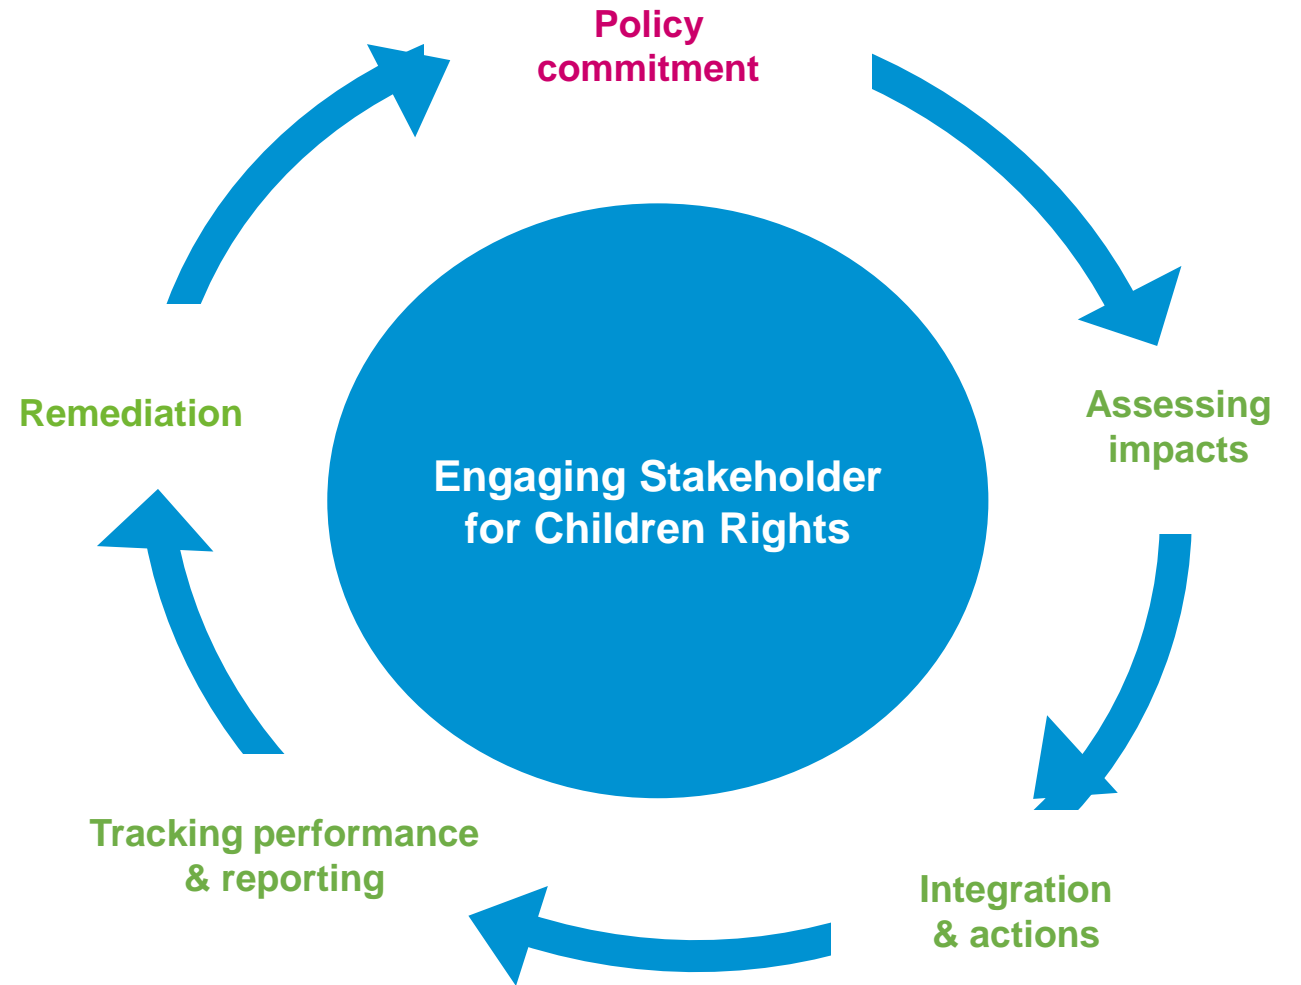 Policy
commitment
Assessing
impacts
Integration
& actions
Tracking performance
& reporting
Remediation
Engaging Stakeholder
for Children Rights